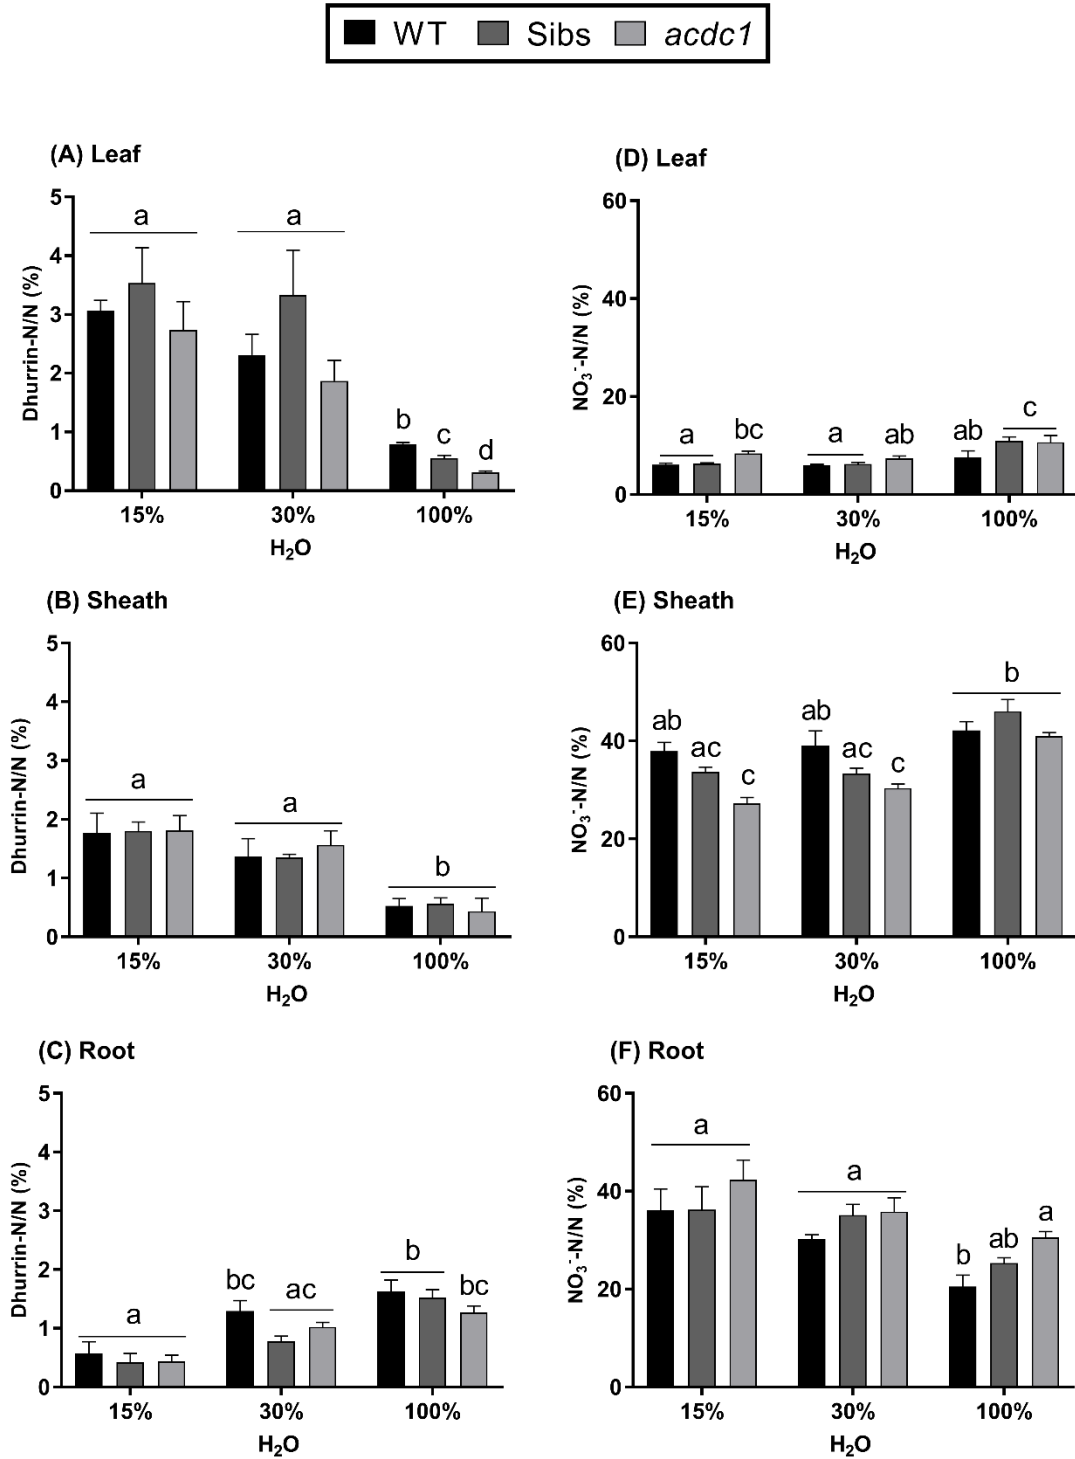 WT Sibs acdc1
(A) Leaf
Dhurrin-N/N (%)
5
4
3
2
1
0
a
a
b
c
d
15% 30% 100%
H₂O
(D) Leaf
NO₃⁻-N/N (%)
60
40
20
0
a
bc
a
ab
ab
c
15% 30% 100%
H₂O
(B) Sheath
Dhurrin-N/N (%)
5
4
3
2
1
0
a
a
b
15% 30% 100%
H₂O
(E) Sheath
NO₃⁻-N/N (%)
60
40
20
0
ab
ac
c
ab
ac
c
b
15% 30% 100%
H₂O
(C) Root
Dhurrin-N/N (%)
5
4
3
2
1
0
a
bc
ac
b
bc
15% 30% 100%
H₂O
(F) Root
NO₃⁻-N/N (%)
60
40
20
0
a
a
b
ab
a
15% 30% 100%
H₂O